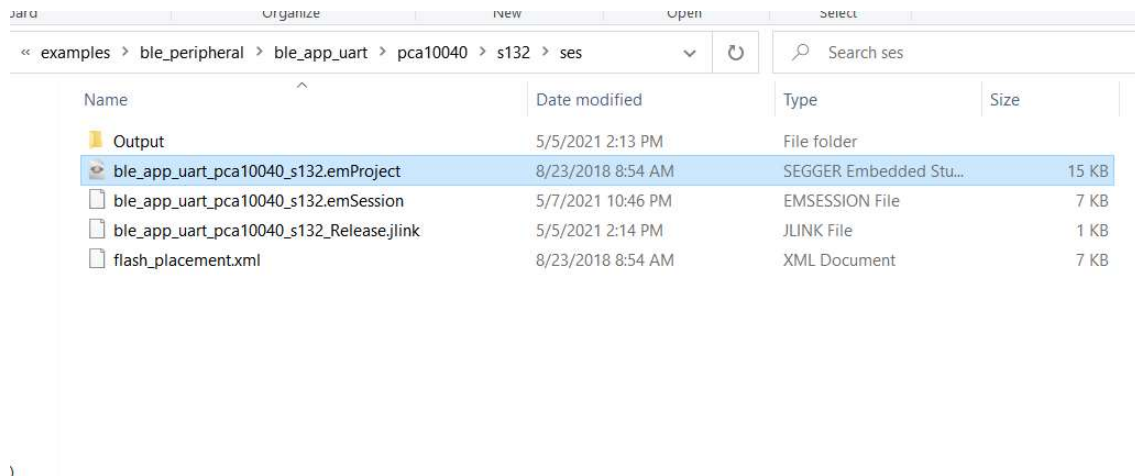 Organize New Open Select
« examples > ble_peripheral > ble_app_uart > pca10040 > s132 > ses Search ses
Name Date modified Type Size
Output 5/5/2021 2:13 PM File folder
ble_app_uart_pca10040_s132.emProject 8/23/2018 8:54 AM SEGGER Embedded Stu... 15 KB
ble_app_uart_pca10040_s132.emSession 5/7/2021 10:46 PM EMSESSION File 7 KB
ble_app_uart_pca10040_s132_Release.jlink 5/5/2021 2:14 PM JLINK File 1 KB
flash_placement.xml 8/23/2018 8:54 AM XML Document 7 KB
)